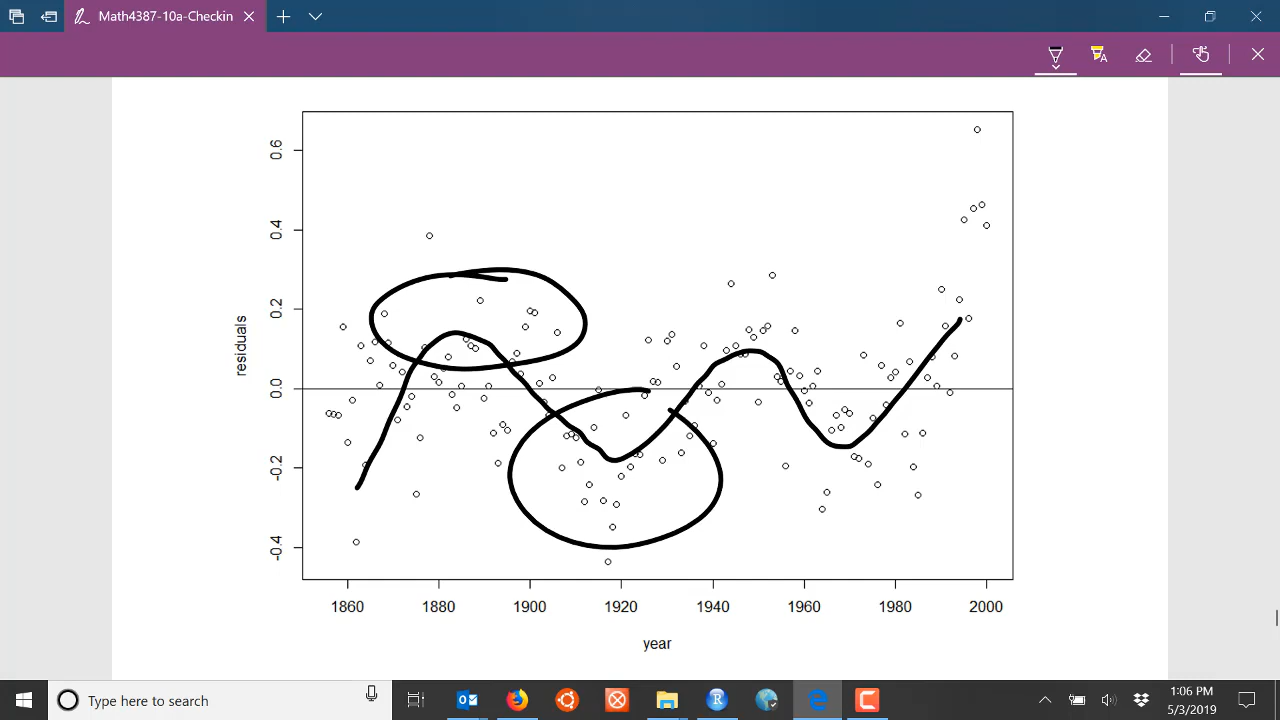 Math4387-10a-Checkin
0.6
0.4
0.2
0.0
-0.2
-0.4
residuals
1860 1880 1900 1920 1940 1960 1980 2000
year
Type here to search
1:06 PM
5/3/2019